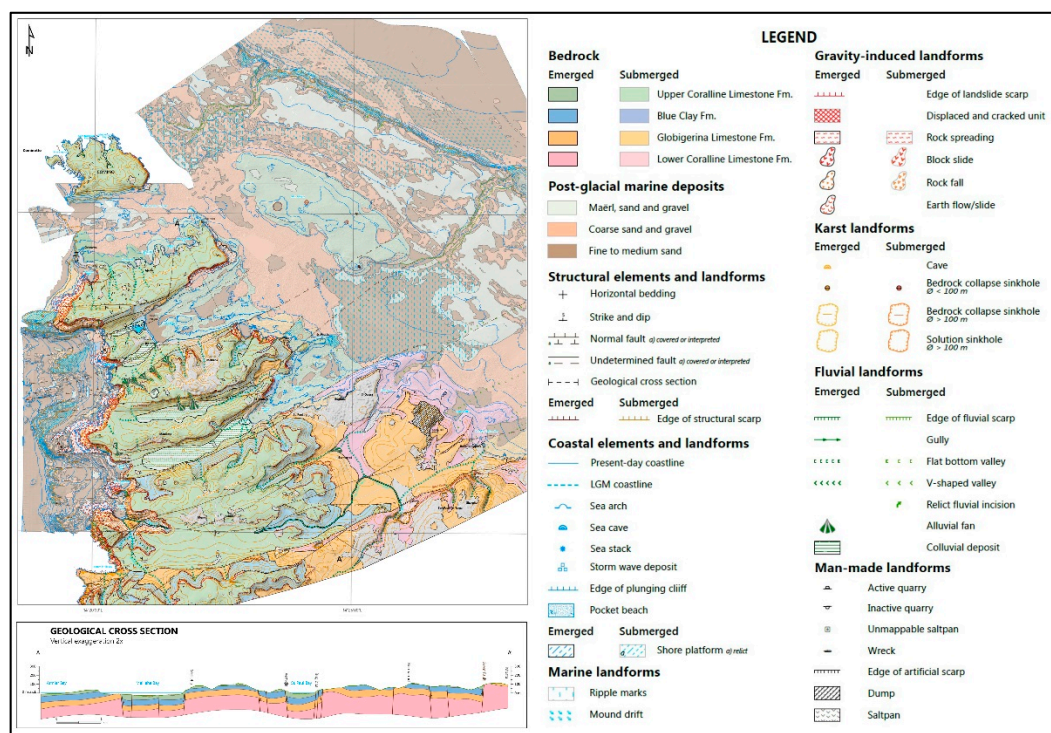 N
LEGEND
Bedrock
Emerged Submerged
Upper Coralline Limestone Fm.
Blue Clay Fm.
Globigerina Limestone Fm.
Lower Coralline Limestone Fm.
Post-glacial marine deposits
Maërl, sand and gravel
Coarse sand and gravel
Fine to medium sand
Structural elements and landforms
Horizontal bedding
Strike and dip
Normal fault a) covered or interpreted
Undetermined fault a) covered or interpreted
Geological cross section
Emerged Submerged
Edge of structural scarp
Coastal elements and landforms
Present-day coastline
LGM coastline
Sea arch
Sea cave
Sea stack
Storm wave deposit
Edge of plunging cliiff
Pocket beach
Emerged Submerged
Shore platform a) relict
Marine landforms
Ripple marks
Mound drift
Gravity-induced landforms
Emerged Submerged
Edge of landslide scarp
Displaced and cracked unit
Rock spreading
Block slide
Rock fall
Earth flow/slide
Karst landforms
Emerged Submerged
Cave
Bedrock collapse sinkhole
Ø < 100 m
Bedrock collapse sinkhole
Ø > 100 m
Solution sinkhole
Ø > 100 m
Fluvial landforms
Emerged Submerged
Edge of fluvial scarp
Gully
Flat bottom valley
V-shaped valley
Relict fluvial incision
Alluvial fan
Colluvial deposit
Man-made landforms
Active quarry
Inactive quarry
Unmappable saltpan
Wreck
Edge of artificial scarp
Dump
Saltpan
GEOLOGICAL CROSS SECTION
Vertical exaggeration 2x
A A'